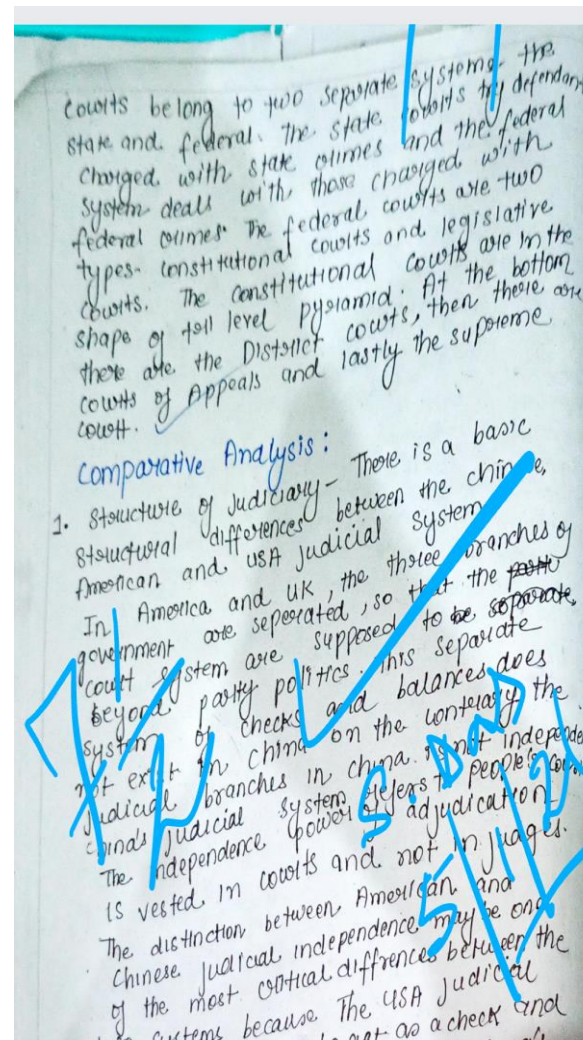 courts belong to two separate systems- the
state and federal. The state courts try defendant
charged with state crimes and the federal
system deals with those charged with
federal crimes. The federal courts are two
types- constitutional courts and legislative
courts. The constitutional courts are in the
shape of tall level pyramid. At the bottom
there are the District courts, then there are
courts of Appeals and lastly the supreme
court.
Comparative Analysis:
1. Structure of Judiciary- There is a basic
structural differences between the
American and USA judicial system
In America and UK, the three branches of
government are seperated, so that the
court system are supposed to be separate,
beyond party politics. This separate
system of checks and balances does
not exist in China on the contrary the
judicial branches in china. is not
china's judicial system refers to people's
The independence power of adjudication
is vested in courts and not in judges.
The distinction between American and
Chinese judicial independence may be one
of the most critical diffrences between the
systems because The USA judicial
as a check and
7½
S. Das